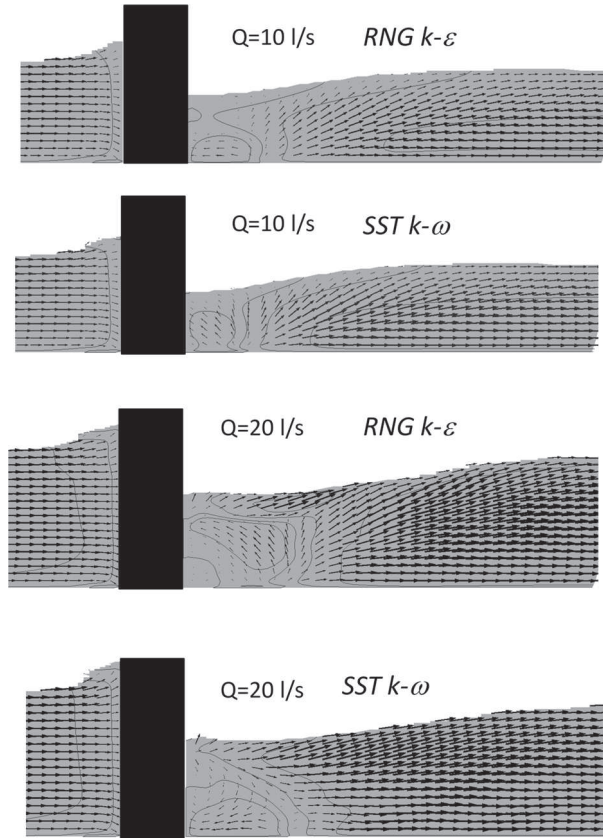 Q=10 l/s RNG k-ε
Q=10 l/s SST k-ω
Q=20 l/s RNG k-ε
Q=20 l/s SST k-ω